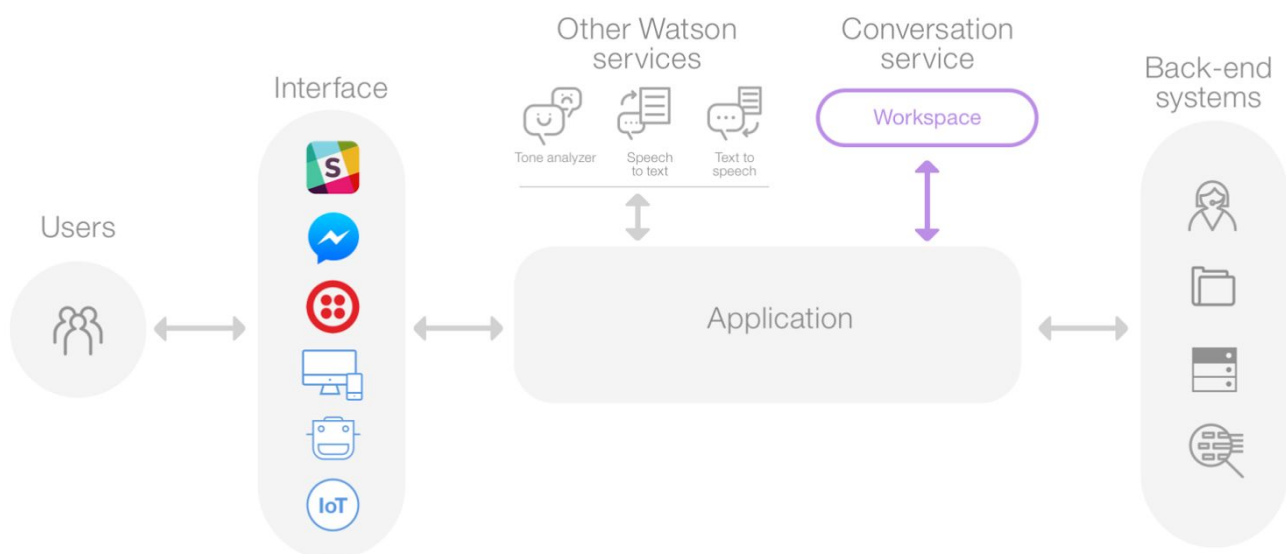 Users
Interface
S
IoT
Other Watson
services
Tone analyzer
Speech
to text
Text to
speech
Conversation
service
Workspace
Application
Back-end
systems